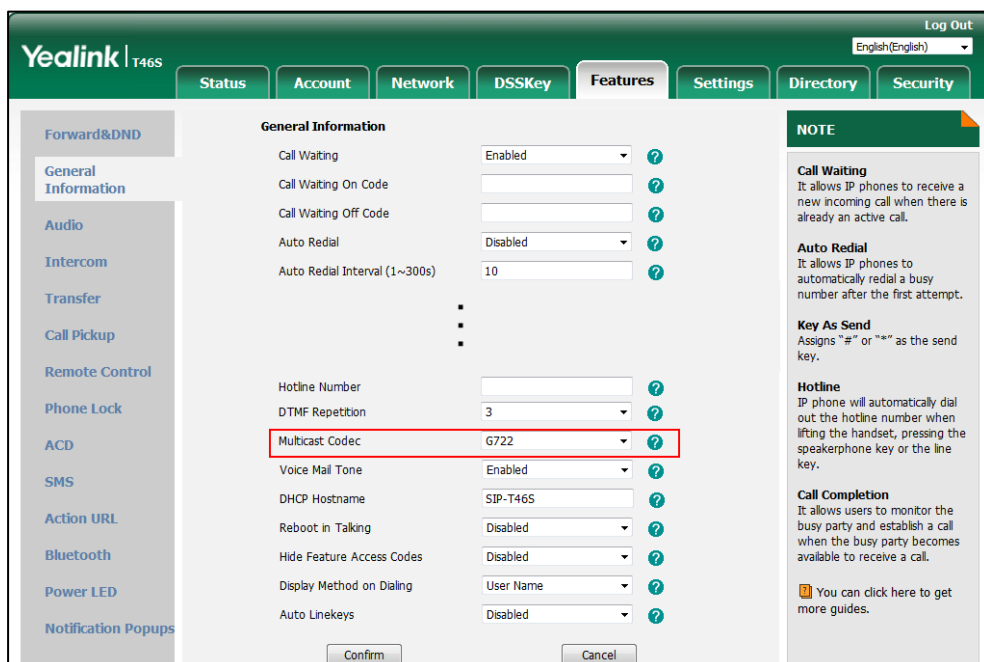 Log Out
Yealink T46S
English(English)
Status Account Network DSSKey Features Settings Directory Security
Forward&DND
General
Information
Audio
Intercom
Transfer
Call Pickup
Remote Control
Phone Lock
ACD
SMS
Action URL
Bluetooth
Power LED
Notification Popups
General Information
Call Waiting Enabled ?
Call Waiting On Code ?
Call Waiting Off Code ?
Auto Redial Disabled ?
Auto Redial Interval (1~300s) 10 ?
Hotline Number ?
DTMF Repetition 3 ?
Multicast Codec G722 ?
Voice Mail Tone Enabled ?
DHCP Hostname SIP-T46S ?
Reboot in Talking Disabled ?
Hide Feature Access Codes Disabled ?
Display Method on Dialing User Name ?
Auto Linekeys Disabled ?
Confirm Cancel
NOTE
Call Waiting
It allows IP phones to receive a
new incoming call when there is
already an active call.
Auto Redial
It allows IP phones to
automatically redial a busy
number after the first attempt.
Key As Send
Assigns "#" or "*" as the send
key.
Hotline
IP phone will automatically dial
out the hotline number when
lifting the handset, pressing the
speakerphone key or the line
key.
Call Completion
It allows users to monitor the
busy party and establish a call
when the busy party becomes
available to receive a call.
? You can click here to get
more guides.